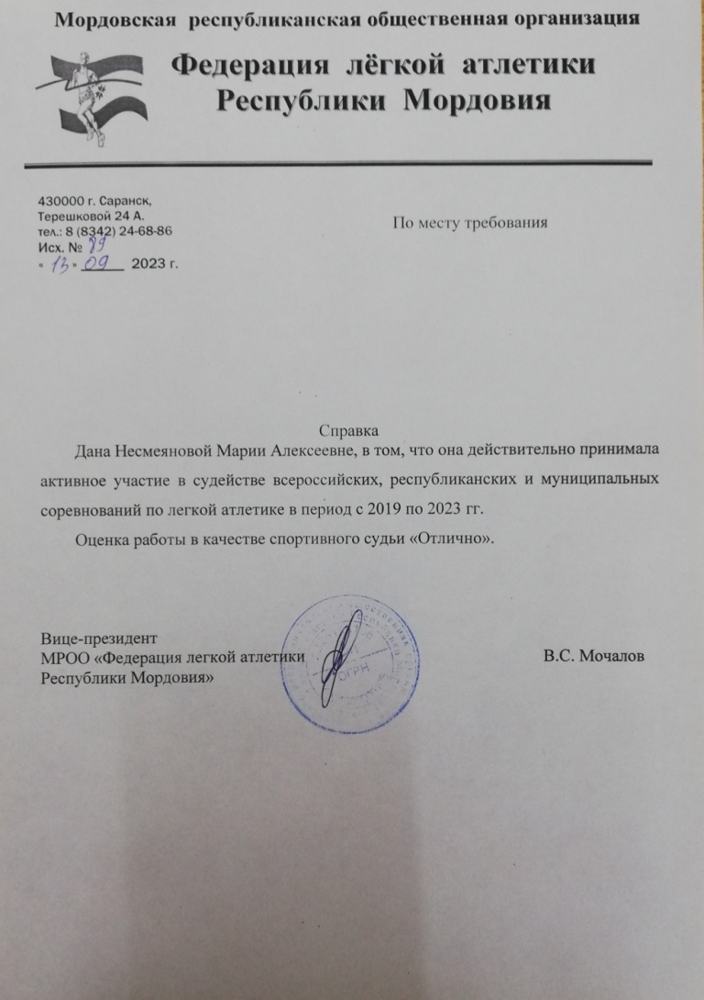 Мордовская республиканская общественная организация
Федерация лёгкой атлетики
Республики Мордовия
430000 г. Саранск,
Терешковой 24 А.
тел.: 8 (8342) 24-68-86
Исх. № 89
« 13 » 09 2023 г.
По месту требования
Справка
Дана Несмеяновой Марии Алексеевне, в том, что она действительно принимала
активное участие в судействе всероссийских, республиканских и муниципальных
соревнований по легкой атлетике в период с 2019 по 2023 гг.
Оценка работы в качестве спортивного судьи «Отлично».
Вице-президент
МРОО «Федерация легкой атлетики
Республики Мордовия»
В.С. Мочалов
ОГРН